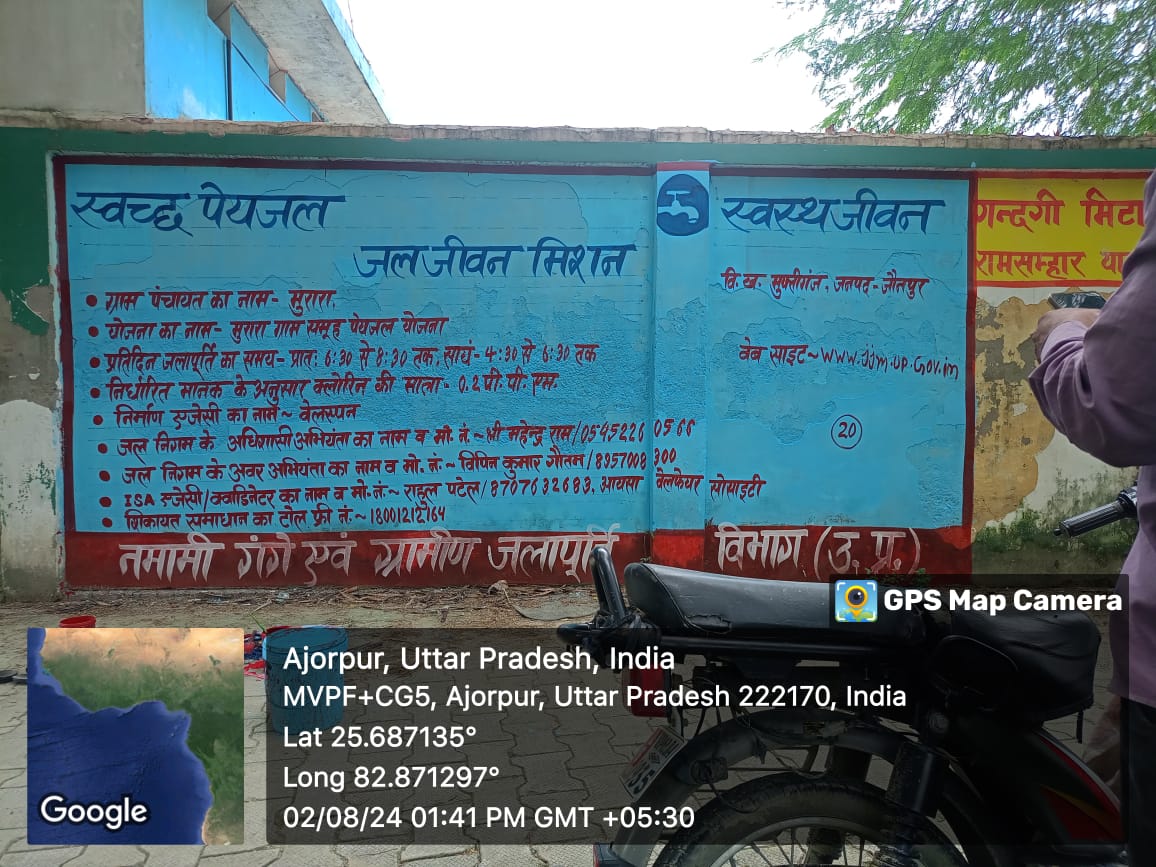 स्वच्छ पेयजल
स्वस्थ जीवन
जल जीवन मिशन
वि. ख. सुफ्रीगंज, जनपद - जौनपुर
वेब साइट ~ www.jjm.up.Gov.in
20
• ग्राम पंचायत का नाम - मुरारा,
• योजना का नाम - मुरारा ग्राम समूह पेयजल योजना
• प्रतिदिन जलापूर्ति का समय - प्रात: 6:30 से 8:30 तक, सायं - 4:30 से 6:30 तक
• निर्धारित मानक के अनुसार क्लोरिन की मात्रा - 0.2 पी. पी. एम.
• निर्माण एजेसी का नाम ~ वेलस्पन
• जल निगम के अधिशासी अभियंता का नाम व मो. नं. ~ श्री महेन्द्र राम / 0545226 0566
• जल निगम के अवर अभियंता का नाम व मो. नं. ~ विपिन कुमार गौतम / 8957008 300
• ISA एजेसी / क्वाडिनेटर का नाम व मो. नं. ~ राहुल पटेल / 8707632683, आयसा वेलफेयर सोसाइटी
• शिकायत समाधान का टोल फ्री नं. ~ 18001212164
नमामी गंगे एवं ग्रामीण जलापूर्ति विभाग (उ. प्र.)
गन्दगी मिटा
रामसम्हार या
GPS Map Camera
Ajorpur, Uttar Pradesh, India
MVPF+CG5, Ajorpur, Uttar Pradesh 222170, India
Lat 25.687135°
Long 82.871297°
02/08/24 01:41 PM GMT +05:30
Google